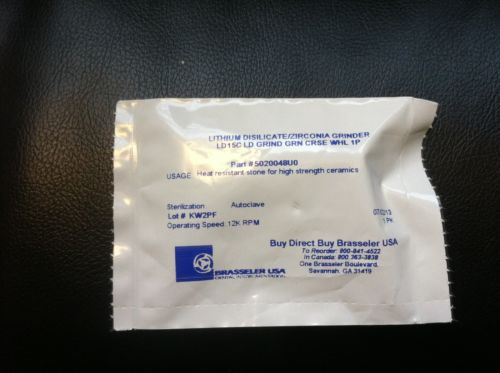 LITHIUM DISILICATE/ZIRCONIA GRINDER
LD15C LD GRIND GRN CRSE WHL 1P
Part #5020048U0
USAGE: Heat resistant stone for high strength ceramics
Sterilization: Autoclave
Lot # KW2PF
Operating Speed: 12K RPM
1 PK
Buy Direct Buy Brasseler USA
To Reorder: 800-841-4522
In Canada: 800 363-3838
One Brasseler Boulevard,
Savannah, GA 31419
BRASSELER USA
DENTAL INSTRUMENTATION